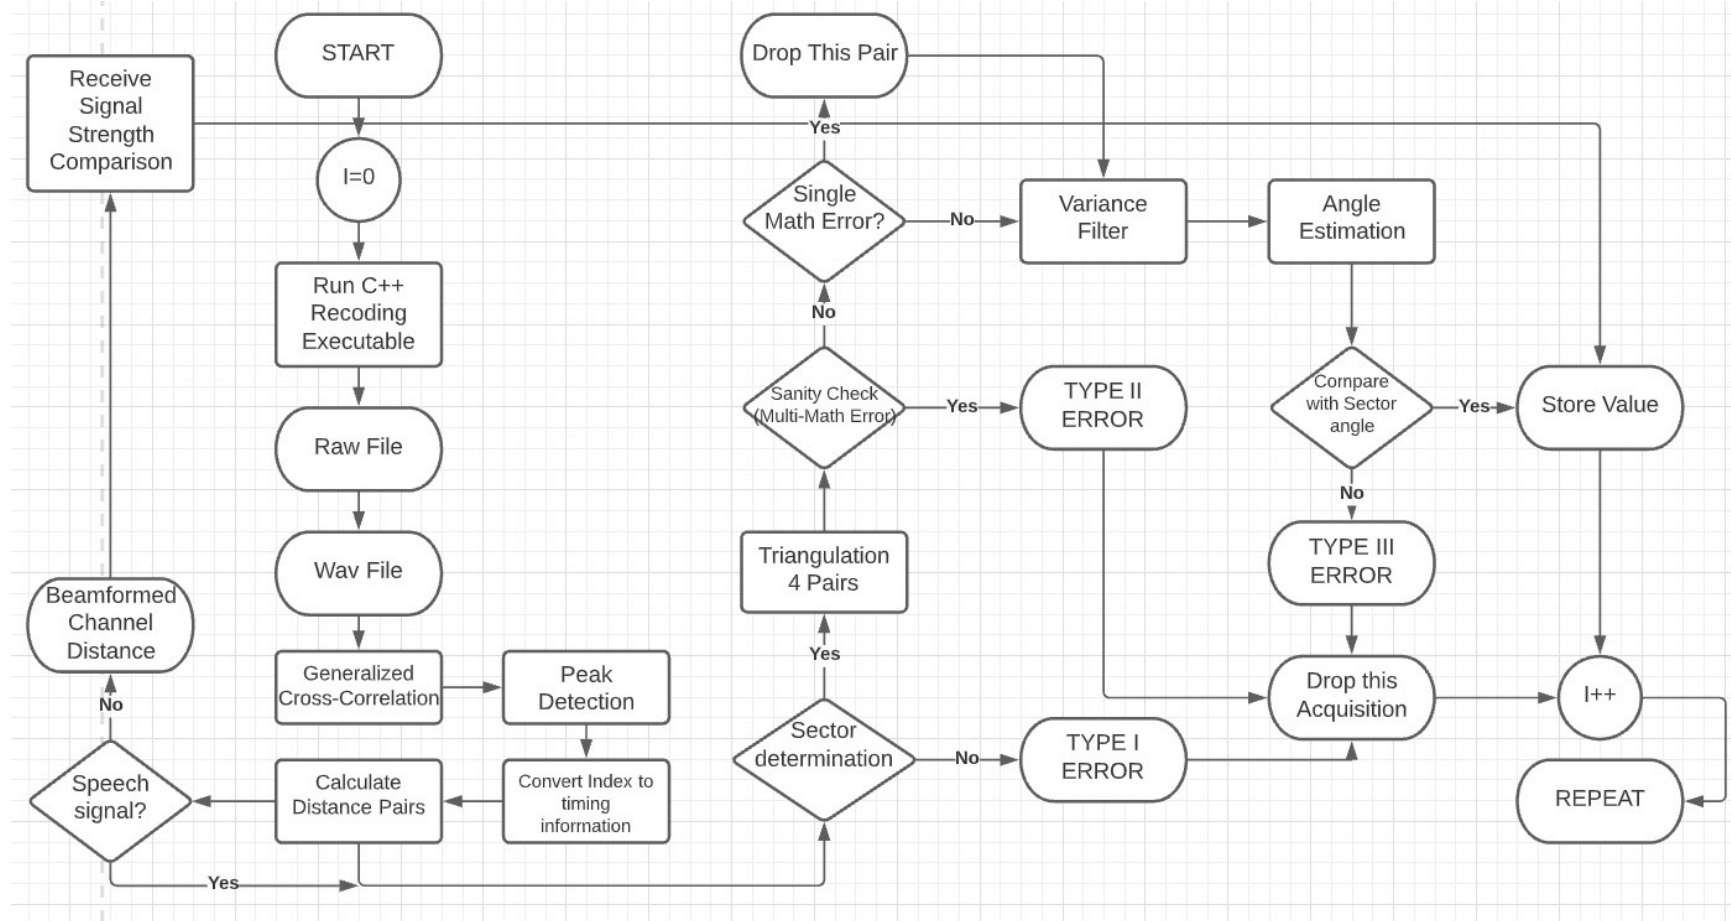 START
I=0
Run C++
Recoding
Executable
Raw File
Wav File
Generalized
Cross-Correlation
Peak
Detection
Convert Index to
timing
information
Calculate
Distance Pairs
Speech
signal?
No
Yes
Beamformed
Channel
Distance
Receive
Signal
Strength
Comparison
Sector
determination
Yes
No
TYPE I
ERROR
Triangulation
4 Pairs
Sanity Check
(Multi-Math Error)
No
Yes
TYPE II
ERROR
Single
Math Error?
Yes
No
Drop This Pair
Variance
Filter
Angle
Estimation
Compare
with Sector
angle
Yes
No
TYPE III
ERROR
Drop this
Acquisition
Store Value
I++
REPEAT